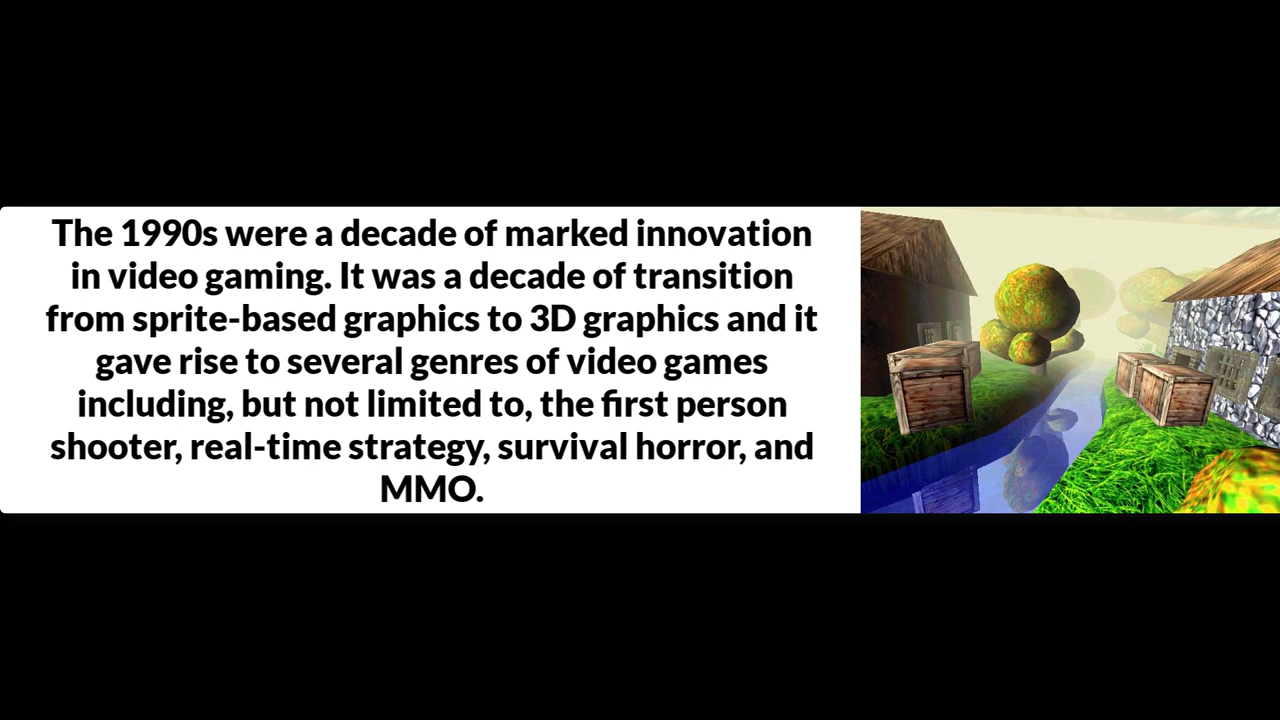 The 1990s were a decade of marked innovation
in video gaming. It was a decade of transition
from sprite-based graphics to 3D graphics and it
gave rise to several genres of video games
including, but not limited to, the first person
shooter, real-time strategy, survival horror, and
MMO.